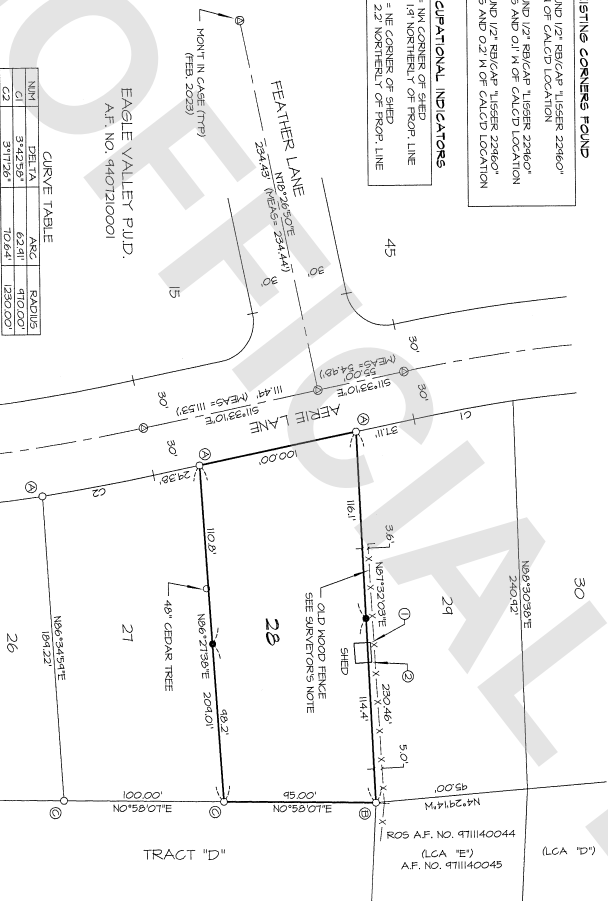 EXISTING CORNERS FOUND
UND 1/2" RB/CAP "LISSER 22960"
OF CALC'D LOCATION
UND 1/2" RB/CAP "LISSER 22960"
S AND 0.1' W OF CALC'D LOCATION
UND 1/2" RB/CAP "LISSER 22960"
S AND 0.2' W OF CALC'D LOCATION
CUPATIONAL INDICATORS
= NW CORNER OF SHED
1.9' NORTHERLY OF PROP. LINE
= NE CORNER OF SHED
2.2' NORTHERLY OF PROP. LINE
MON'T IN CASE (TYP)
(FEB. 2023)
FEATHER LANE
N78°26'50"E
234.43' (MEAS= 234.44')
EAGLE VALLEY P.U.D.
A.F. NO. 9407210001
CURVE TABLE
NUM DELTA ARC RADIUS
C1 3°42'58" 62.91' 970.00'
C2 3°17'26" 70.64' 1230.00'
45
15
30'
30'
30'
30'
30'
30'
S11°33'10"E
55.00'
(MEAS= 54.98')
S11°33'10"E
111.49' (MEAS= 111.53')
AERIE LANE
C1
37.11'
A
100.00'
A
29.38'
C2
A
30
N88°30'38"E
240.92'
29
116.1'
3.6'
N87°32'03"E
1
2
230.46'
114.4'
5.0'
SHED
OLD WOOD FENCE
SEE SURVEYOR'S NOTE
28
110.8'
N86°27'38"E 209.01'
98.2'
48" CEDAR TREE
27
N86°34'59"E
189.22'
26
95.00'
N4°29'14"W
B
95.00'
N0°58'07"E
C
100.00'
N0°58'07"E
C
ROS A.F. NO. 9711140044
(LCA "E")
A.F. NO. 9711140045
(LCA "D")
TRACT "D"
OFFICIAL